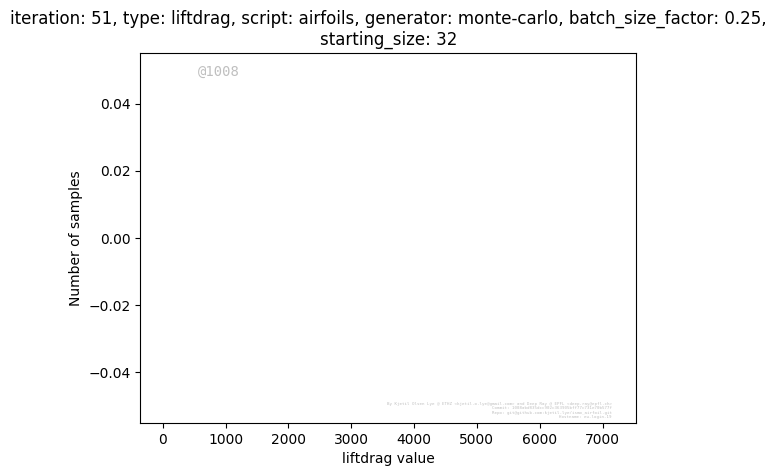 iteration: 51, type: liftdrag, script: airfoils, generator: monte-carlo, batch_size_factor: 0.25,
starting_size: 32
@1008
0.04
0.02
0.00
−0.02
−0.04
Number of samples
0 1000 2000 3000 4000 5000 6000 7000
liftdrag value